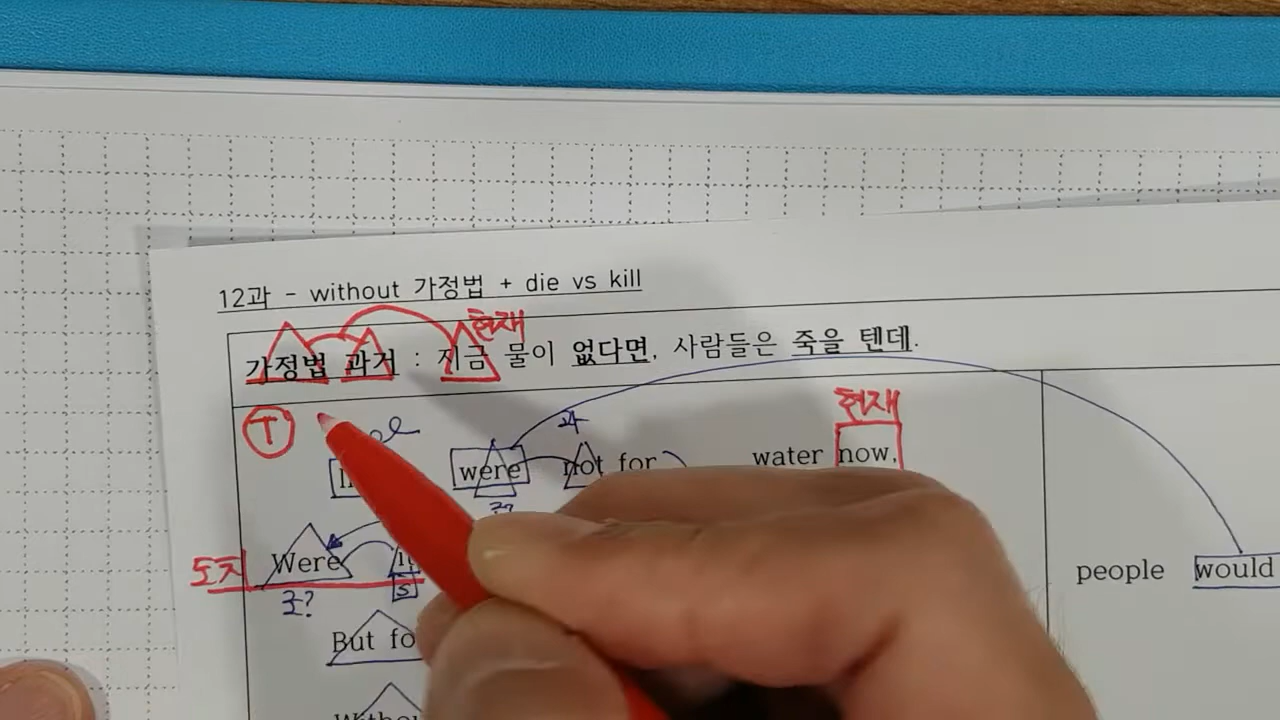 12과 - without 가정법 + die vs kill
현재
가정법 과거 : 지금 물이 없다면, 사람들은 죽을 텐데.
현재
T 과
were not for water now,
도치 Were it people would
조? S
But fo